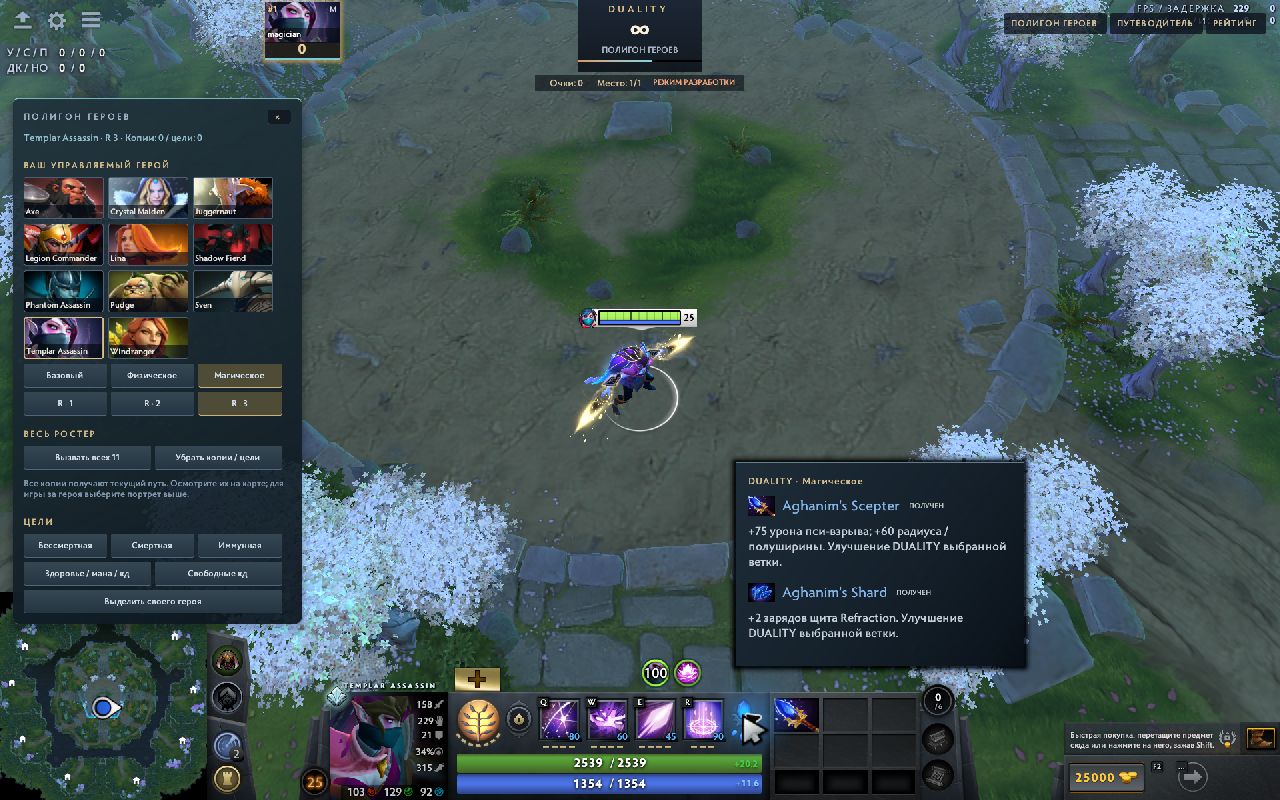 #1 M
magician
0
У/С/П 0 / 0 / 0
ДК/НО 0 / 0
DUALITY
∞
ПОЛИГОН ГЕРОЕВ
Очки: 0 Место: 1/1 РЕЖИМ РАЗРАБОТКИ
FPS / ЗАДЕРЖКА 229 0
ПОЛИГОН ГЕРОЕВ ПУТЕВОДИТЕЛЬ РЕЙТИНГ
ПОЛИГОН ГЕРОЕВ
Templar Assassin · R 3 · Копии: 0 / цели: 0
ВАШ УПРАВЛЯЕМЫЙ ГЕРОЙ
Axe Crystal Maiden Juggernaut
Legion Commander Lina Shadow Fiend
Phantom Assassin Pudge Sven
Templar Assassin Windranger
Базовый Физическое Магическое
R · 1 R · 2 R · 3
ВЕСЬ РОСТЕР
Вызвать всех 11 Убрать копии / цели
Все копии получают текущий путь. Осмотрите их на карте; для
игры за героя выберите портрет выше.
ЦЕЛИ
Бессмертная Смертная Иммунная
Здоровье / мана / кд Свободные кд
Выделить своего героя
25
DUALITY · Магическое
Aghanim's Scepter ПОЛУЧЕН
+75 урона пси-взрыва; +60 радиуса /
полуширины. Улучшение DUALITY выбранной
ветки.
Aghanim's Shard ПОЛУЧЕН
+2 зарядов щита Refraction. Улучшение
DUALITY выбранной ветки.
100
TEMPLAR ASSASSIN
158
229
21
34%
315
25
103 129 92
Q 80 W 60 E 45 R 90
2539 / 2539 +20.2
1354 / 1354 +11.6
2
0
/6
Быстрая покупка: перетащите предмет
сюда или нажмите на него, зажав Shift.
25000 F2